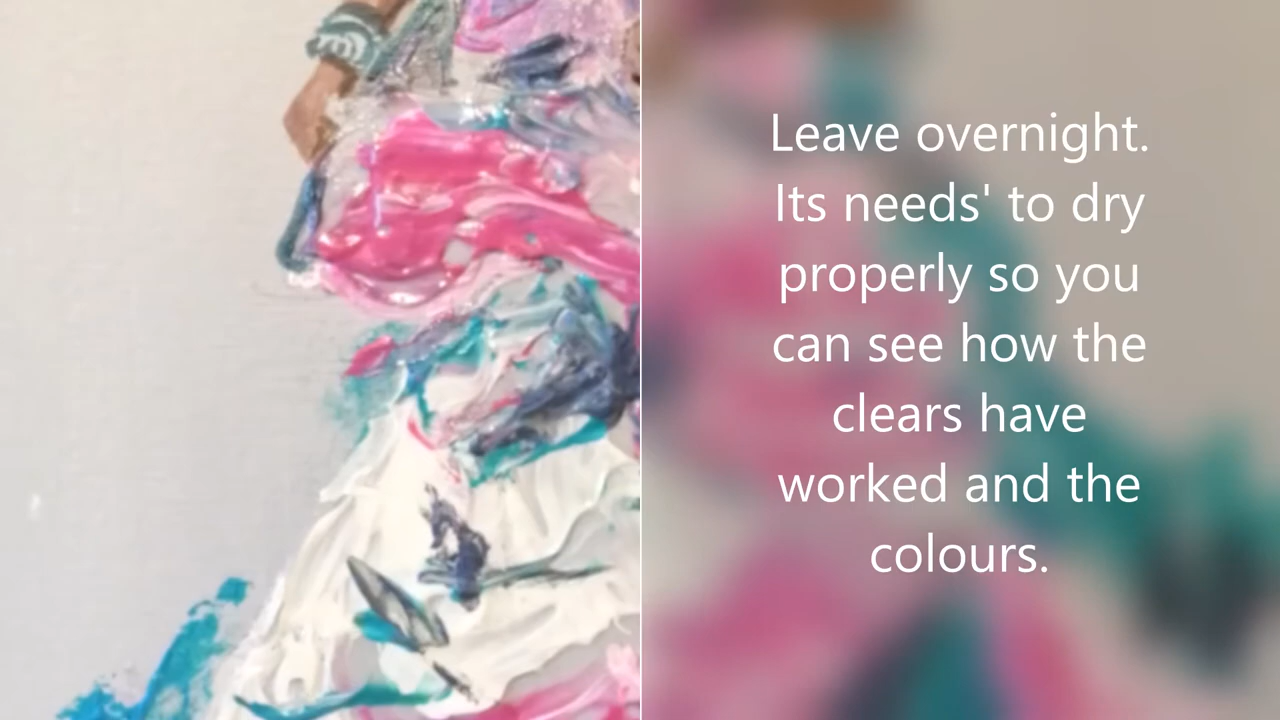 Leave overnight.
Its needs' to dry
properly so you
can see how the
clears have
worked and the
colours.